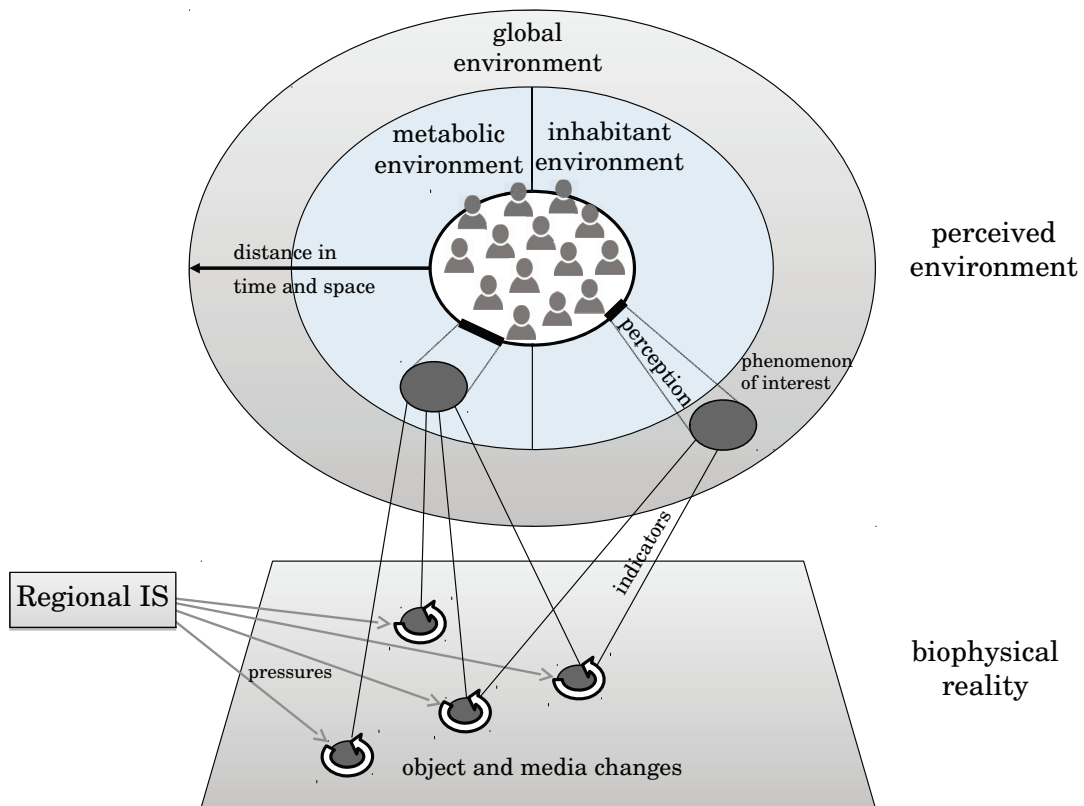 global
environment
metabolic
environment
inhabitant
environment
distance in
time and space
perceived
environment
perception
phenomenon
of interest
indicators
Regional IS
pressures
biophysical
reality
object and media changes